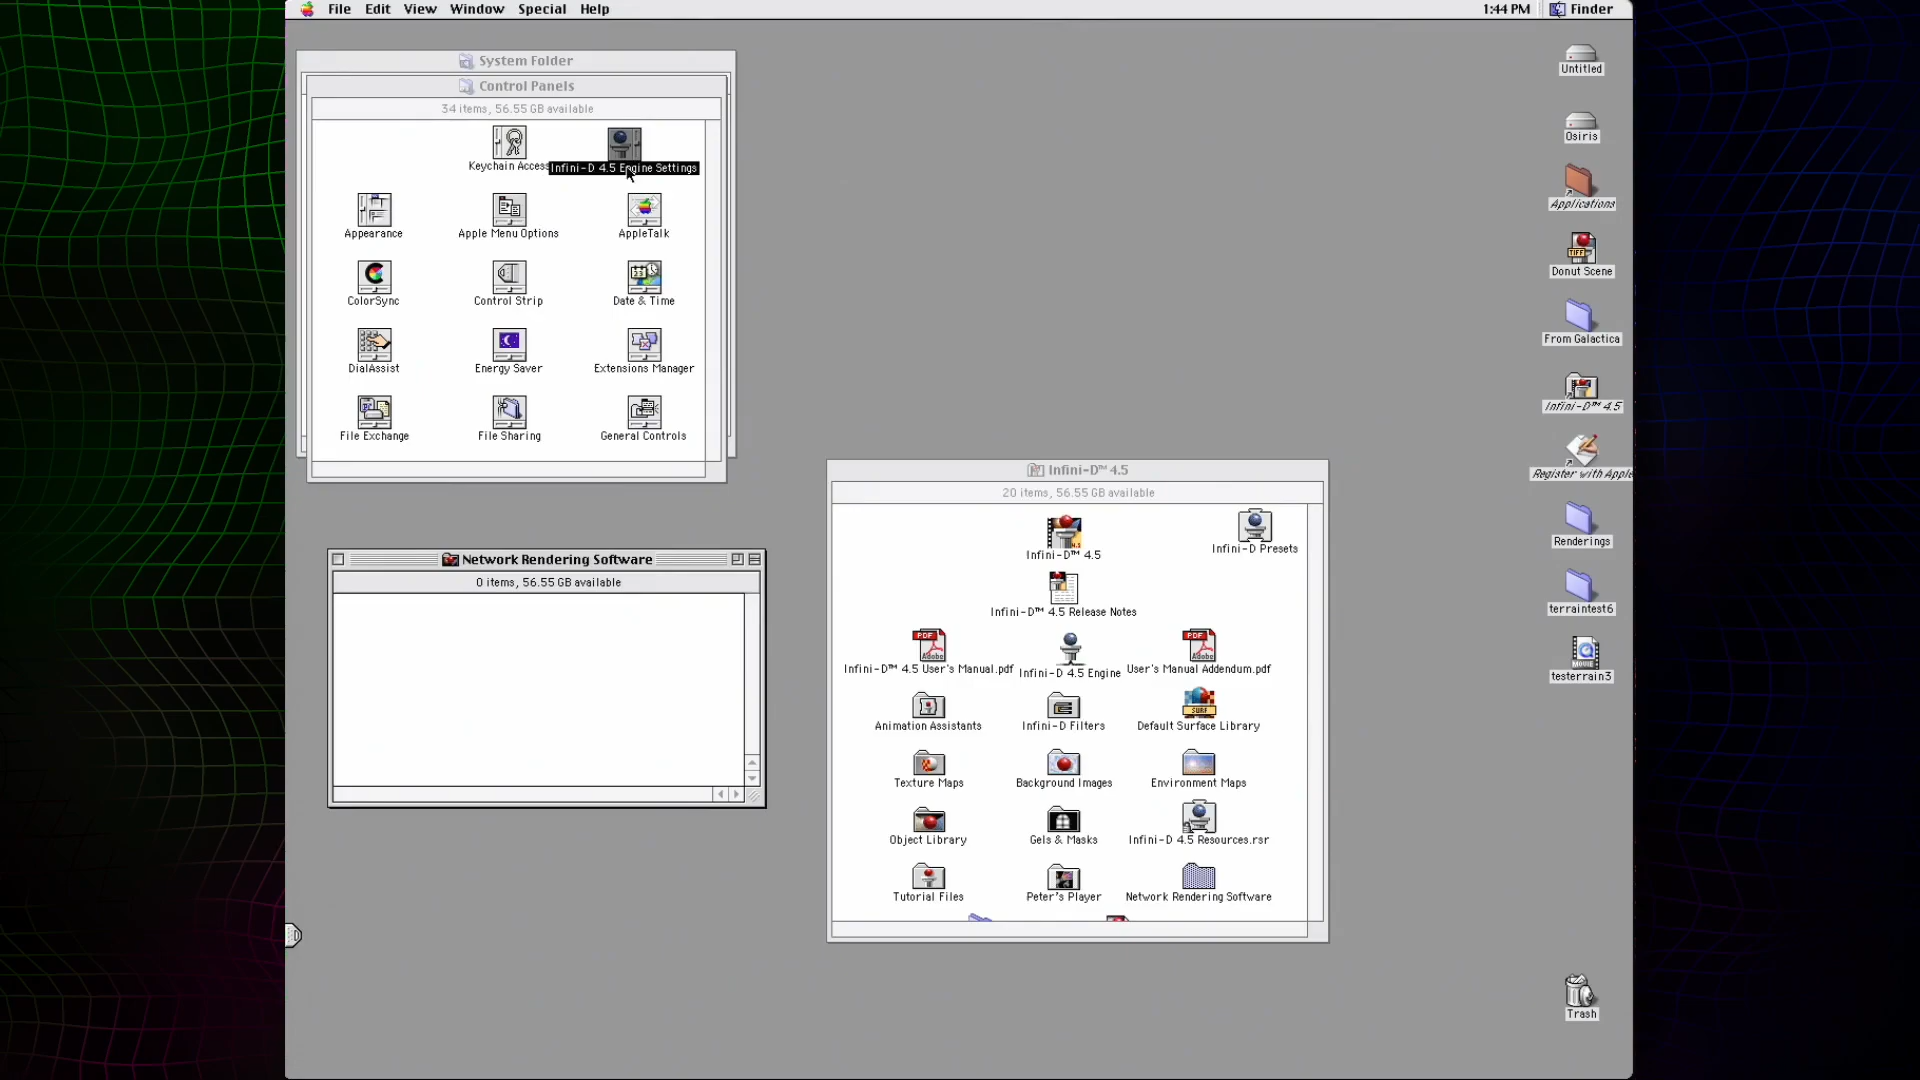 File Edit View Window Special Help
1:44 PM Finder
System Folder
Control Panels
34 items, 56.55 GB available
Keychain Access
Infini-D 4.5 Engine Settings
Appearance
Apple Menu Options
AppleTalk
ColorSync
Control Strip
Date & Time
DialAssist
Energy Saver
Extensions Manager
File Exchange
File Sharing
General Controls
Network Rendering Software
0 items, 56.55 GB available
Infini-D™ 4.5
20 items, 56.55 GB available
Infini-D™ 4.5
Infini-D Presets
Infini-D™ 4.5 Release Notes
PDF
Adobe
Infini-D™ 4.5 User's Manual.pdf
Infini-D 4.5 Engine
PDF
Adobe
User's Manual Addendum.pdf
Animation Assistants
Infini-D Filters
SURF
Default Surface Library
Texture Maps
Background Images
Environment Maps
Object Library
Gels & Masks
Infini-D 4.5 Resources.rsr
Tutorial Files
Peter's Player
Network Rendering Software
Untitled
Osiris
Applications
TIFF
Donut Scene
From Galactica
Infini-D™ 4.5
Register with Apple
Renderings
terraintest6
MOVIE
testerrain3
Trash